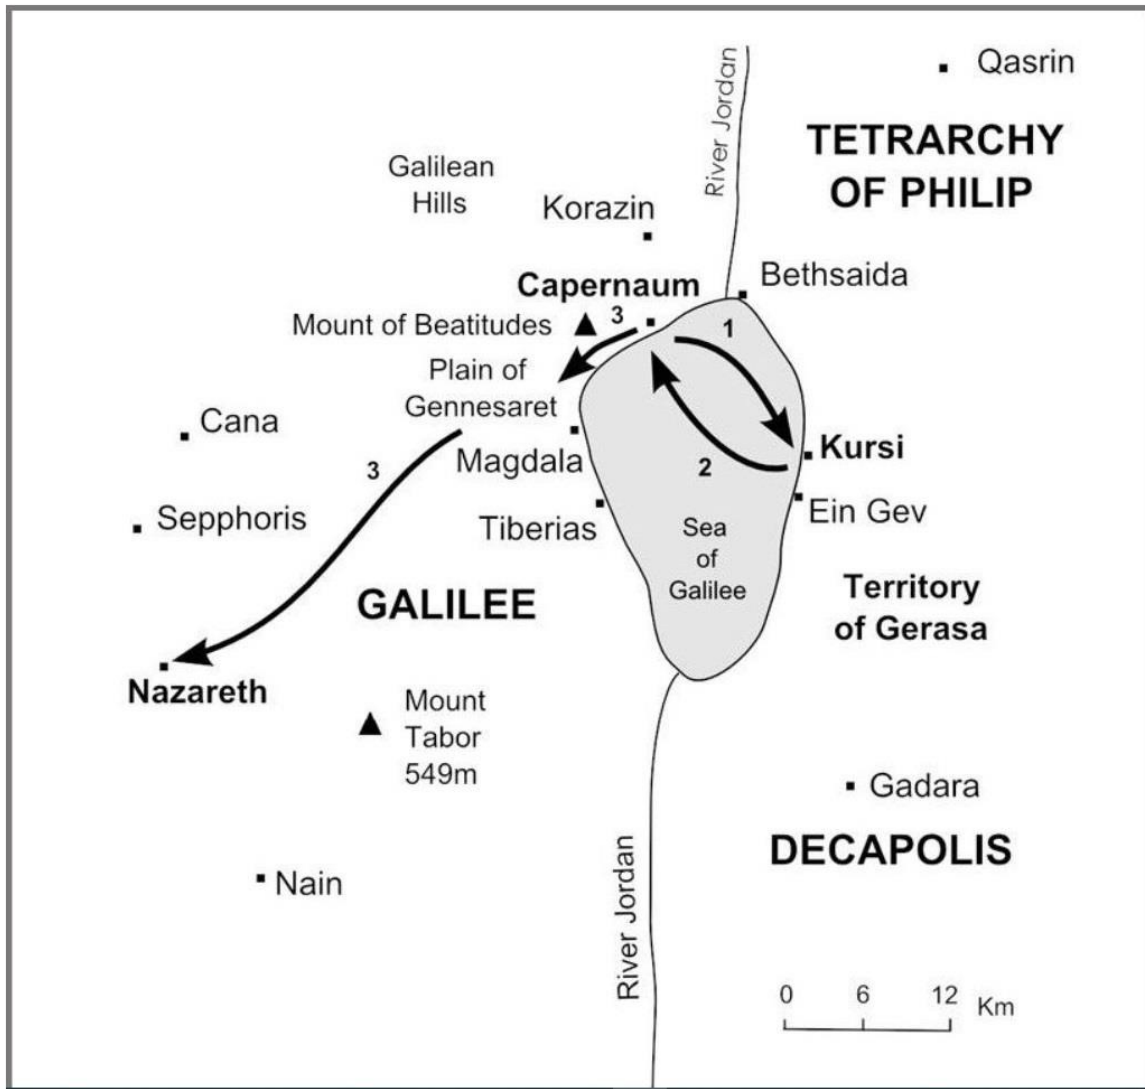 River Jordan
Qasrin
TETRARCHY
OF PHILIP
Galilean
Hills
Korazin
Bethsaida
Capernaum
3
1
Mount of Beatitudes
Plain of
Gennesaret
Cana
Magdala
Kursi
3
2
Sepphoris
Tiberias
Ein Gev
Sea
of
Galilee
GALILEE
Territory
of Gerasa
Nazareth
Mount
Tabor
549m
Gadara
DECAPOLIS
Nain
River Jordan
0 6 12 Km